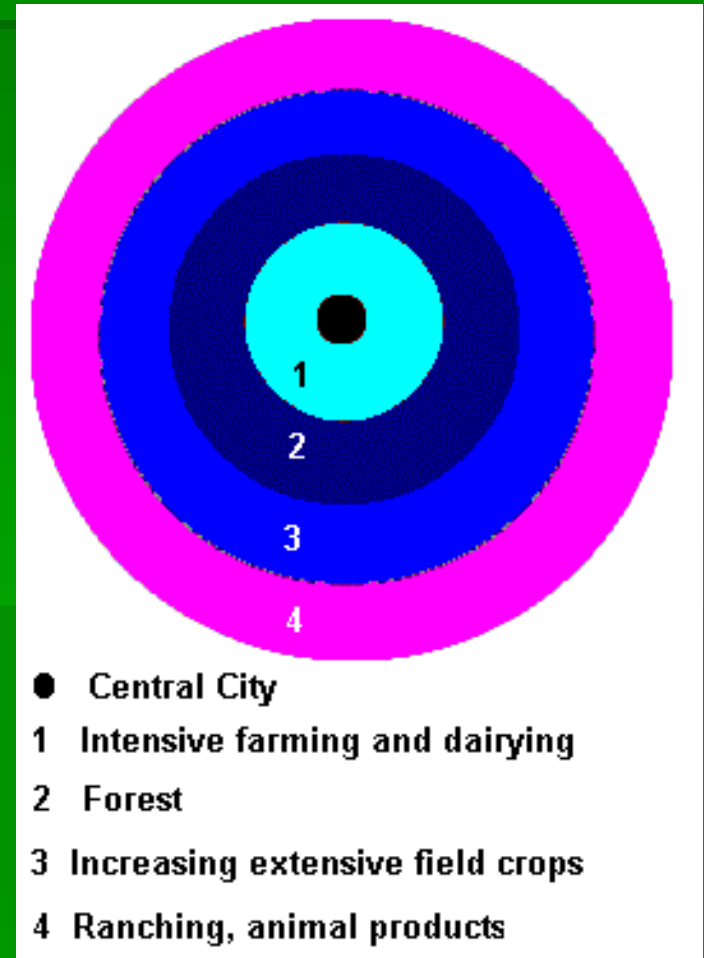 1
2
3
4
● Central City
1 Intensive farming and dairying
2 Forest
3 Increasing extensive field crops
4 Ranching, animal products